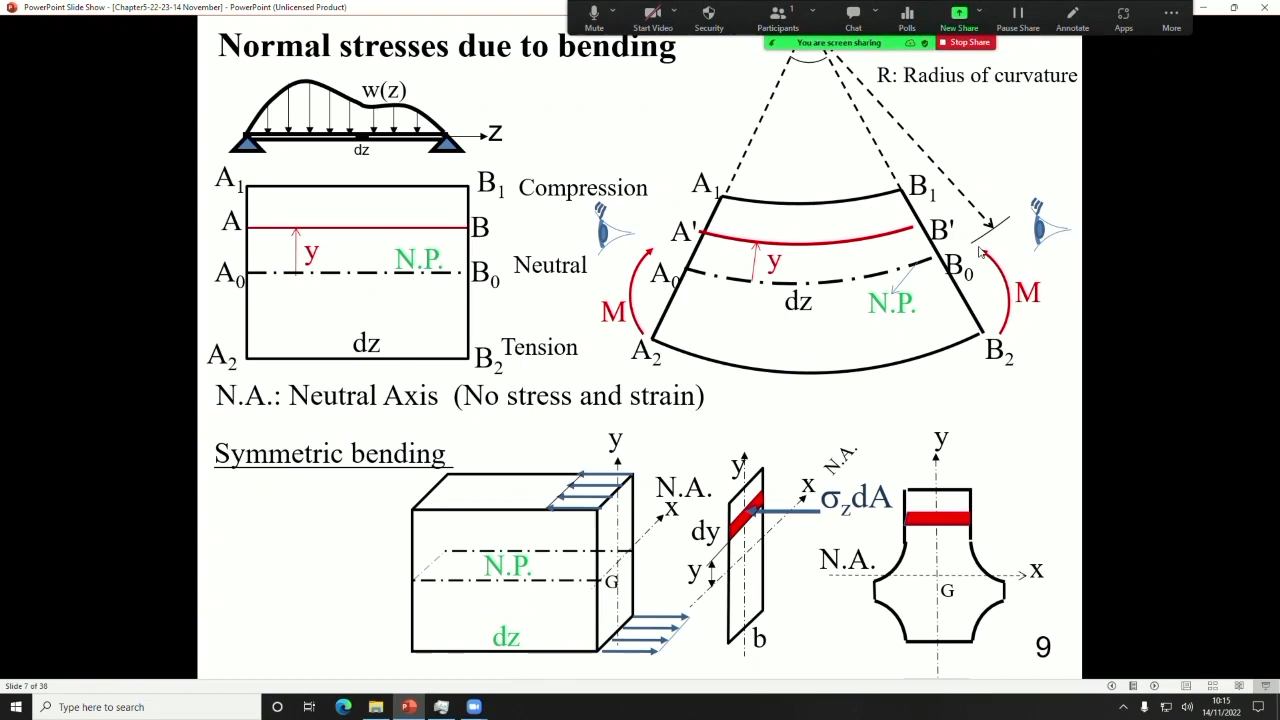 PowerPoint Slide Show - [Chapter5-22-23-14 November] - PowerPoint (Unlicensed Product)
Mute
Start Video
Security
Participants
1
Chat
Polls
New Share
Pause Share
Annotate
Apps
More
You are screen sharing
Stop Share
Normal stresses due to bending
R: Radius of curvature
w(z)
z
dz
A1
B1
Compression
A
B
y
N.P.
A0
B0
Neutral
dz
A2
B2
Tension
A1
B1
A'
B'
y
A0
B0
dz
N.P.
M
M
A2
B2
N.A.: Neutral Axis (No stress and strain)
Symmetric bending
y
N.A.
x
N.P.
G
dz
y
N.A.
x
σzdA
dy
y
b
y
N.A.
x
G
9
Slide 7 of 38
Type here to search
10:15
14/11/2022